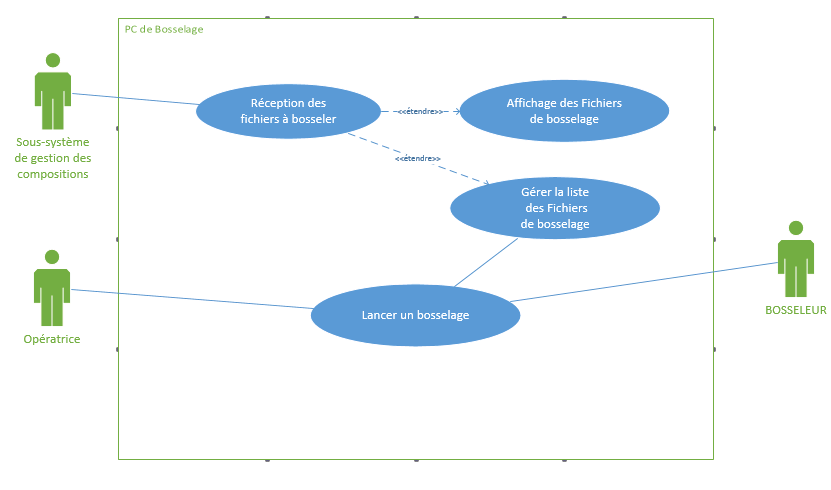 PC de Bosselage
Réception des
fichiers à bosseler
<<étendre>>
Affichage des Fichiers
de bosselage
Sous-système
de gestion des
compositions
<<étendre>>
Gérer la liste
des Fichiers
de bosselage
Lancer un bosselage
Opératrice
BOSSELEUR